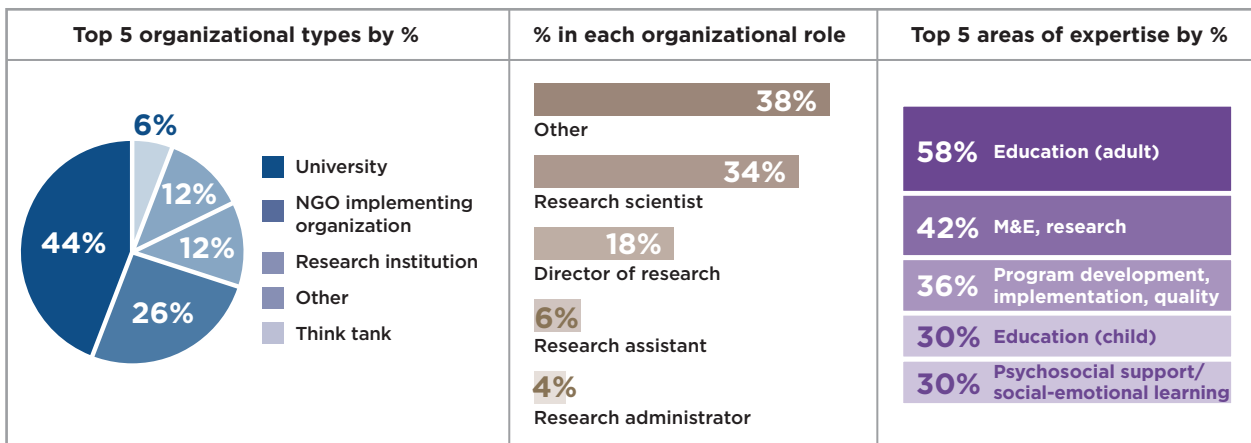 Top 5 organizational types by %
6%
12%
12%
26%
44%
University
NGO implementing
organization
Research institution
Other
Think tank
% in each organizational role
38%
Other
34%
Research scientist
18%
Director of research
6%
Research assistant
4%
Research administrator
Top 5 areas of expertise by %
58% Education (adult)
42% M&E, research
36% Program development,
implementation, quality
30% Education (child)
30% Psychosocial support/
social-emotional learning